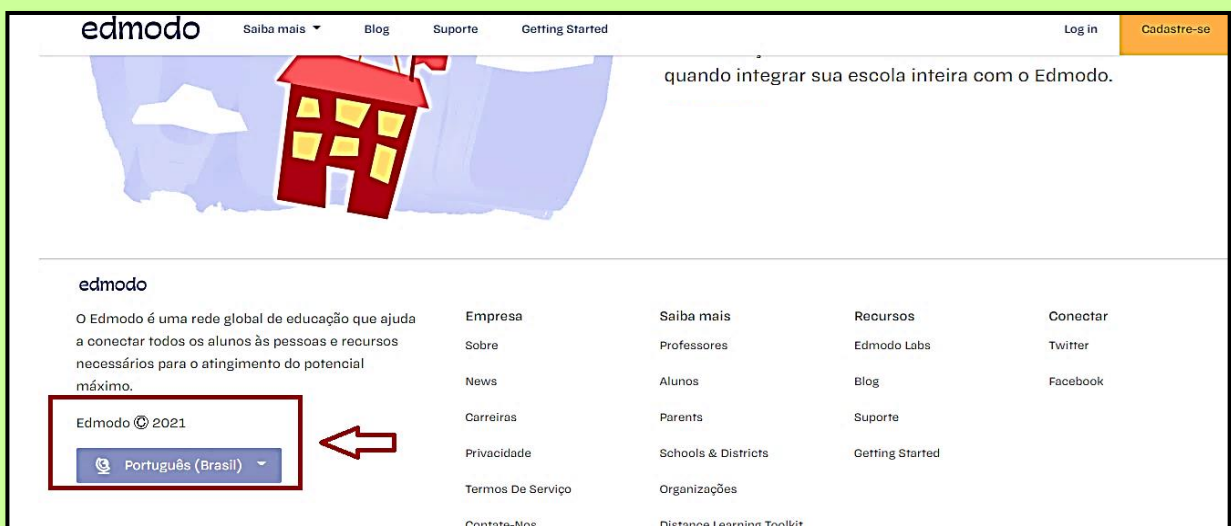 edmodo Saiba mais Blog Suporte Getting Started Log in Cadastre-se
quando integrar sua escola inteira com o Edmodo.
edmodo
O Edmodo é uma rede global de educação que ajuda
a conectar todos os alunos às pessoas e recursos
necessários para o atingimento do potencial
máximo.
Edmodo © 2021
Português (Brasil)
Empresa
Sobre
News
Carreiras
Privacidade
Termos De Serviço
Contate-Nos
Saiba mais
Professores
Alunos
Parents
Schools & Districts
Organizações
Distance Learning Toolkit
Recursos
Edmodo Labs
Blog
Suporte
Getting Started
Conectar
Twitter
Facebook